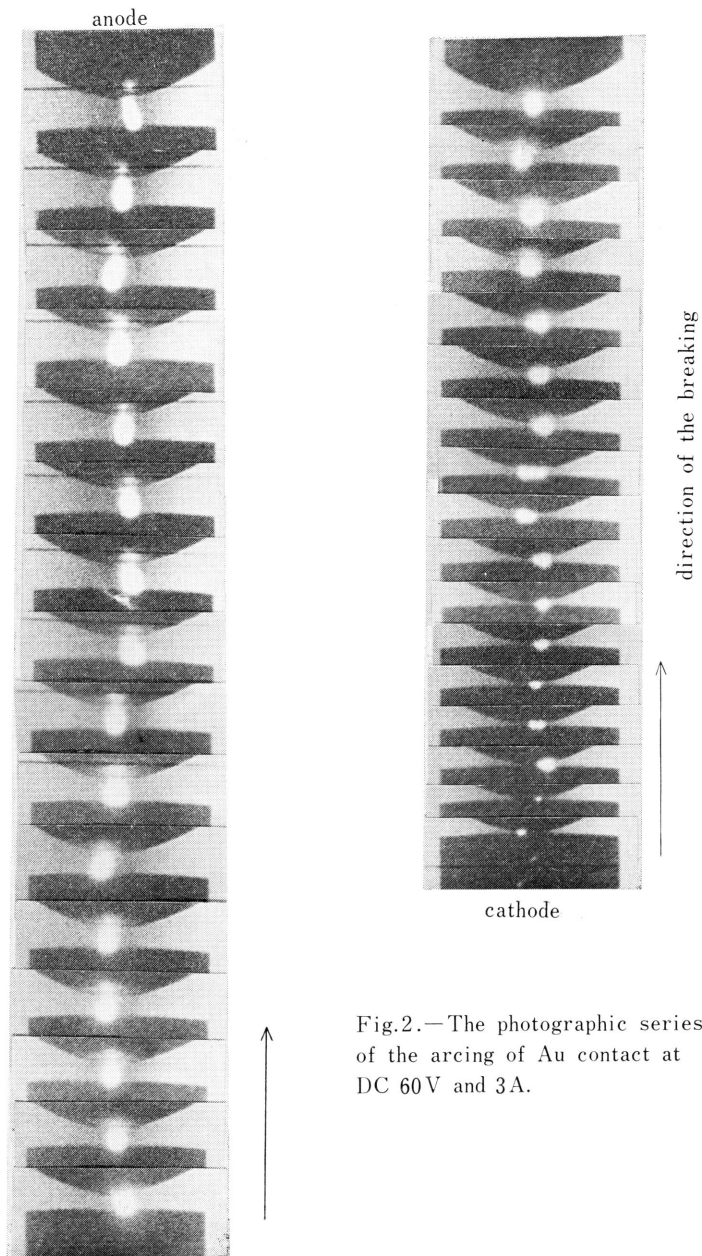 anode
direction of the breaking
cathode
Fig.2.—The photographic series
of the arcing of Au contact at
DC 60V and 3A.